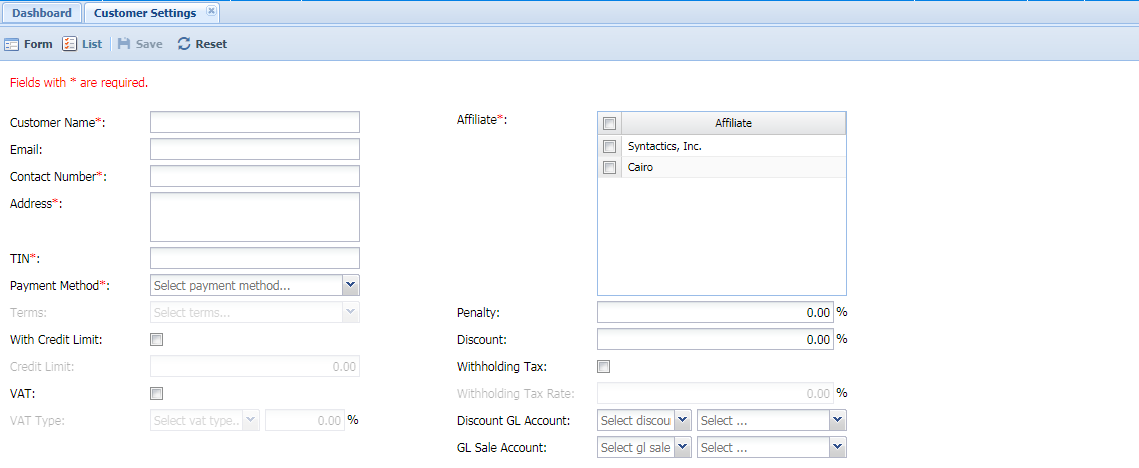 Dashboard Customer Settings
Form List Save Reset
Fields with * are required.
Customer Name*:
Email:
Contact Number*:
Address*:
TIN*:
Payment Method*: Select payment method...
Terms: Select terms...
With Credit Limit:
Credit Limit: 0.00
VAT:
VAT Type: Select vat type.. 0.00 %
Affiliate*: Affiliate
Syntactics, Inc.
Cairo
Penalty: 0.00 %
Discount: 0.00 %
Withholding Tax:
Withholding Tax Rate: 0.00 %
Discount GL Account: Select discou Select ...
GL Sale Account: Select gl sale Select ...